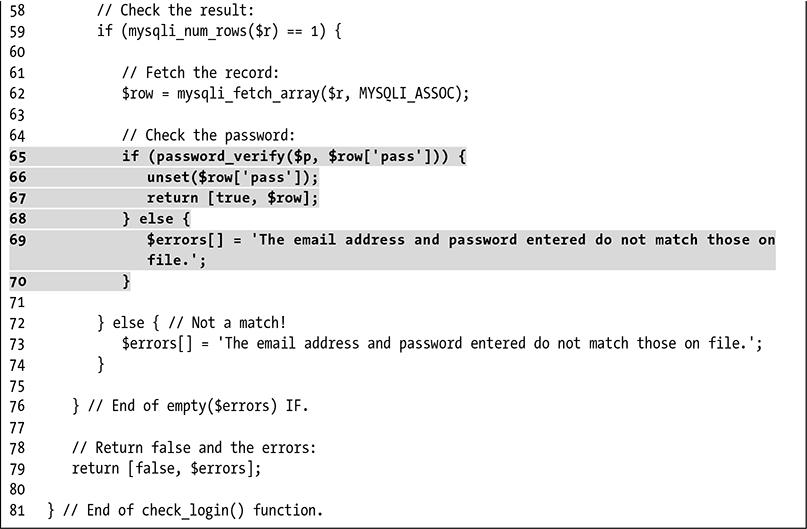 58 // Check the result:
59 if (mysqli_num_rows($r) == 1) {
60
61 // Fetch the record:
62 $row = mysqli_fetch_array($r, MYSQLI_ASSOC);
63
64 // Check the password:
65 if (password_verify($p, $row['pass'])) {
66 unset($row['pass']);
67 return [true, $row];
68 } else {
69 $errors[] = 'The email address and password entered do not match those on
file.';
70 }
71
72 } else { // Not a match!
73 $errors[] = 'The email address and password entered do not match those on file.';
74 }
75
76 } // End of empty($errors) IF.
77
78 // Return false and the errors:
79 return [false, $errors];
80
81 } // End of check_login() function.